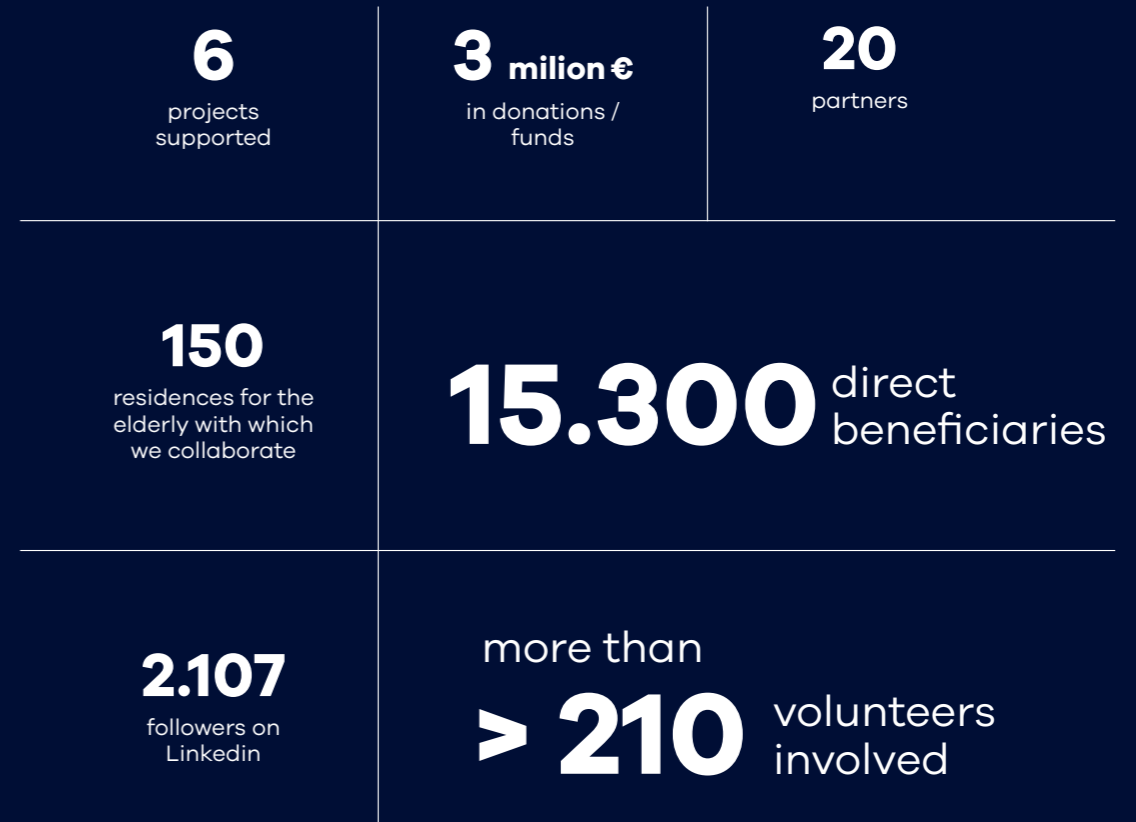 6
projects
supported
3 milion €
in donations /
funds
20
partners
150
residences for the
elderly with which
we collaborate
15.300 direct
beneficiaries
2.107
followers on
Linkedin
more than
> 210 volunteers
involved